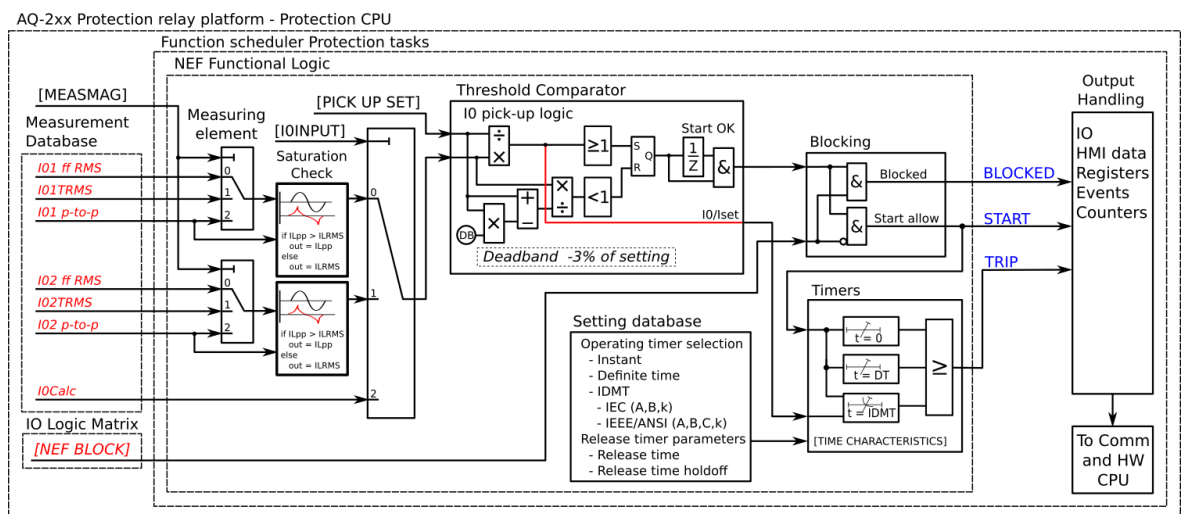 AQ-2xx Protection relay platform - Protection CPU
Function scheduler Protection tasks
NEF Functional Logic
[MEASMAG]
Measurement
Database
I01 ff RMS
I01TRMS
I01 p-to-p
I02 ff RMS
I02TRMS
I02 p-to-p
I0Calc
IO Logic Matrix
[NEF BLOCK]
Measuring
element
0
1
2
0
1
2
[PICK UP SET]
[I0INPUT]
Saturation
Check
if ILpp > ILRMS
out = ILpp
else
out = ILRMS
if ILpp > ILRMS
out = ILpp
else
out = ILRMS
0
1
2
Threshold Comparator
I0 pick-up logic
÷
×
≥1
S
R
Q
Start OK
1
Z
&
×
÷
<1
+
−
×
DB
I0/Iset
Deadband -3% of setting
Blocking
&
Blocked
&
Start allow
BLOCKED
START
TRIP
Timers
t = 0
t = DT
t = IDMT
≥
[TIME CHARACTERISTICS]
Setting database
Operating timer selection
- Instant
- Definite time
- IDMT
- IEC (A,B,k)
- IEEE/ANSI (A,B,C,k)
Release timer parameters
- Release time
- Release time holdoff
Output
Handling
IO
HMI data
Registers
Events
Counters
To Comm
and HW
CPU